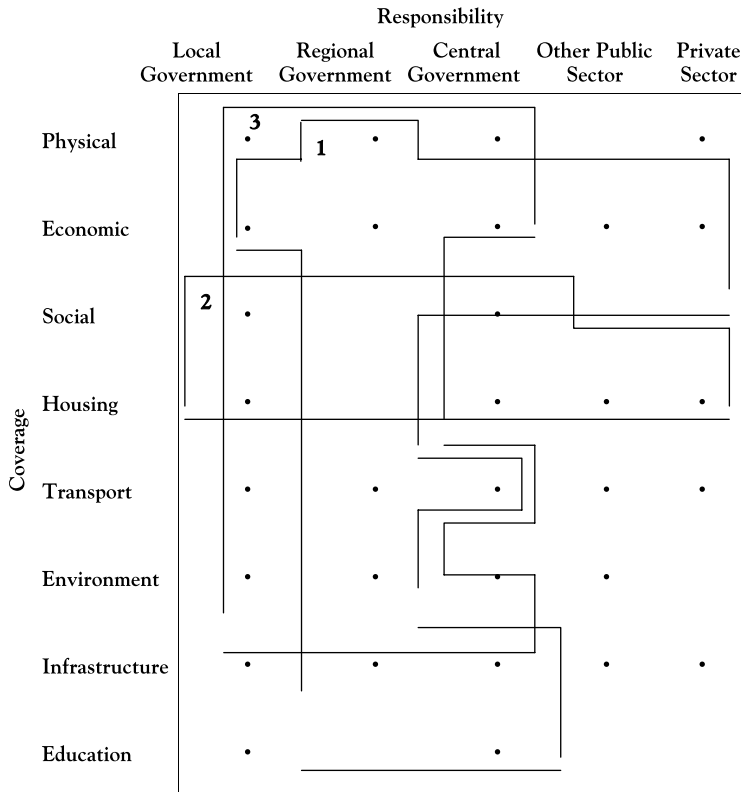 Responsibility
Local Regional Central Other Public Private
Government Government Government Sector Sector
3
Physical
1
Economic
2
Social
Housing
Coverage
Transport
Environment
Infrastructure
Education